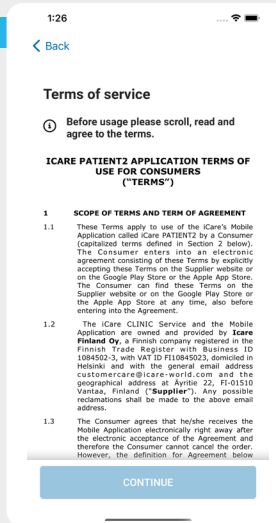 1:26
Back
Terms of service
Before usage please scroll, read and
agree to the terms.
ICARE PATIENT2 APPLICATION TERMS OF
USE FOR CONSUMERS
("TERMS")
1 SCOPE OF TERMS AND TERM OF AGREEMENT
1.1 These Terms apply to use of the iCare's Mobile
Application called iCare PATIENT2 by a Consumer
(capitalized terms defined in Section 2 below).
The Consumer enters into an electronic
agreement consisting of these Terms by explicitly
accepting these Terms on the Supplier website or
on the Google Play Store or the Apple App Store.
The Consumer can find these Terms on the
Supplier website or on the Google Play Store or
the Apple App Store at any time, also before
entering into the Agreement.
1.2 The iCare CLINIC Service and the Mobile
Application are owned and provided by Icare
Finland Oy, a Finnish company registered in the
Finnish Trade Register with Business ID
1084502-3, with VAT ID FI10845023, domiciled in
Helsinki and with the general email address
customercare@icare-world.com and the
geographical address at Äyritie 22, FI-01510
Vantaa, Finland ("Supplier"). Any possible
reclamations shall be made to the above email
address.
1.3 The Consumer agrees that he/she receives the
Mobile Application electronically right away after
the electronic acceptance of the Agreement and
therefore the Consumer cannot cancel the order.
However, the definition for Agreement below
CONTINUE